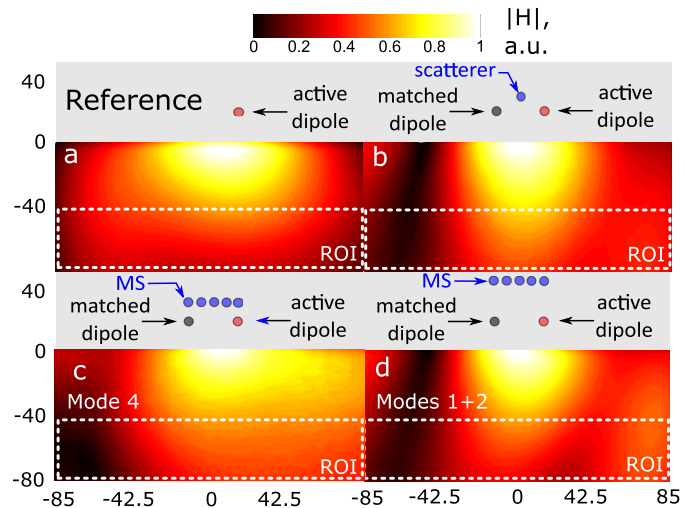 |H|,
a.u.
0 0.2 0.4 0.6 0.8 1
40
Reference
active
dipole
scatterer
matched
dipole
active
dipole
0
a
b
-40
ROI
ROI
MS
MS
40
matched
dipole
active
dipole
matched
dipole
active
dipole
0
c
d
Mode 4
Modes 1+2
-40
ROI
ROI
-80
-85 -42.5 0 42.5 -85 -42.5 0 42.5 85